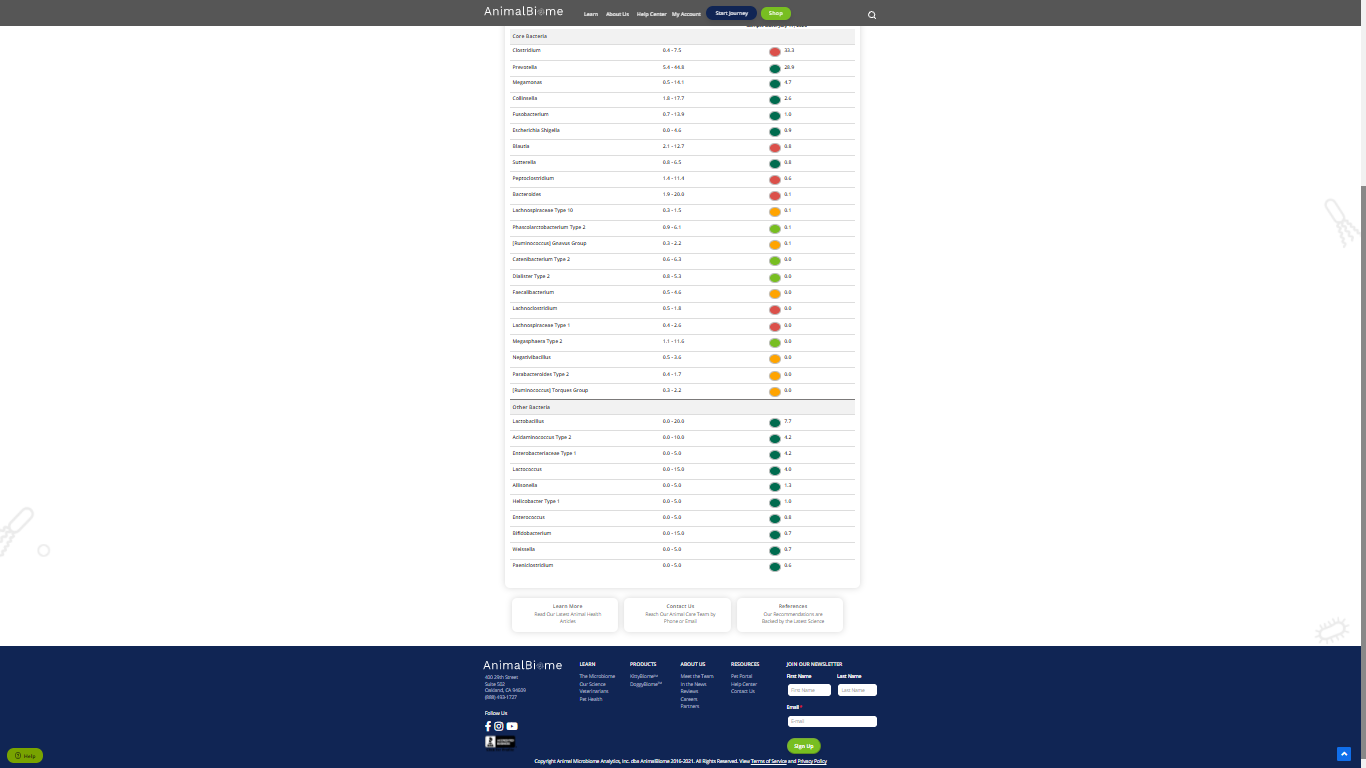 AnimalBiome
Learn About Us Help Center My Account Start Journey Shop
Core Bacteria
Clostridium 0.4 - 7.5 33.3
Prevotella 5.4 - 44.8 28.9
Megamonas 0.5 - 14.1 4.7
Collinsella 1.8 - 17.7 2.6
Fusobacterium 0.7 - 13.9 1.0
Escherichia Shigella 0.0 - 4.6 0.9
Blautia 2.1 - 12.7 0.8
Sutterella 0.8 - 6.5 0.8
Peptoclostridium 1.4 - 11.4 0.6
Bacteroides 1.9 - 20.0 0.1
Lachnospiraceae Type 10 0.3 - 1.5 0.1
Phascolarctobacterium Type 2 0.9 - 6.1 0.1
[Ruminococcus] Gnavus Group 0.3 - 2.2 0.1
Catenibacterium Type 2 0.6 - 6.3 0.0
Dialister Type 2 0.8 - 5.3 0.0
Faecalibacterium 0.5 - 4.6 0.0
Lachnoclostridium 0.5 - 1.8 0.0
Lachnospiraceae Type 1 0.4 - 2.6 0.0
Megasphaera Type 2 1.1 - 11.6 0.0
Negativibacillus 0.5 - 3.6 0.0
Parabacteroides Type 2 0.4 - 1.7 0.0
[Ruminococcus] Torques Group 0.3 - 2.2 0.0
Other Bacteria
Lactobacillus 0.0 - 20.0 7.7
Acidaminococcus Type 2 0.0 - 10.0 4.2
Enterobacteriaceae Type 1 0.0 - 5.0 4.2
Lactococcus 0.0 - 15.0 4.0
Allisonella 0.0 - 5.0 1.3
Helicobacter Type 1 0.0 - 5.0 1.0
Enterococcus 0.0 - 5.0 0.8
Bifidobacterium 0.0 - 15.0 0.7
Weissella 0.0 - 5.0 0.7
Paeniclostridium 0.0 - 5.0 0.6
Learn More
Read Our Latest Animal Health
Articles
Contact Us
Reach Our Animal Care Team by
Phone or Email
References
Our Recommendations are
Backed by the Latest Science
AnimalBiome
400 29th Street
Suite 502
Oakland, CA 94609
Follow Us
LEARN
The Microbiome
Our Science
Veterinarians
Pet Health
PRODUCTS
KittyBiome™
DoggyBiome™
ABOUT US
Meet the Team
In the News
Reviews
Careers
Partners
RESOURCES
Pet Portal
Help Center
Contact Us
JOIN OUR NEWSLETTER
First Name Last Name
First Name Last Name
Email *
E-mail
Sign Up
Help
Copyright Animal Microbiome Analytics, Inc. dba AnimalBiome 2016-2021. All Rights Reserved. View Terms of Service and Privacy Policy